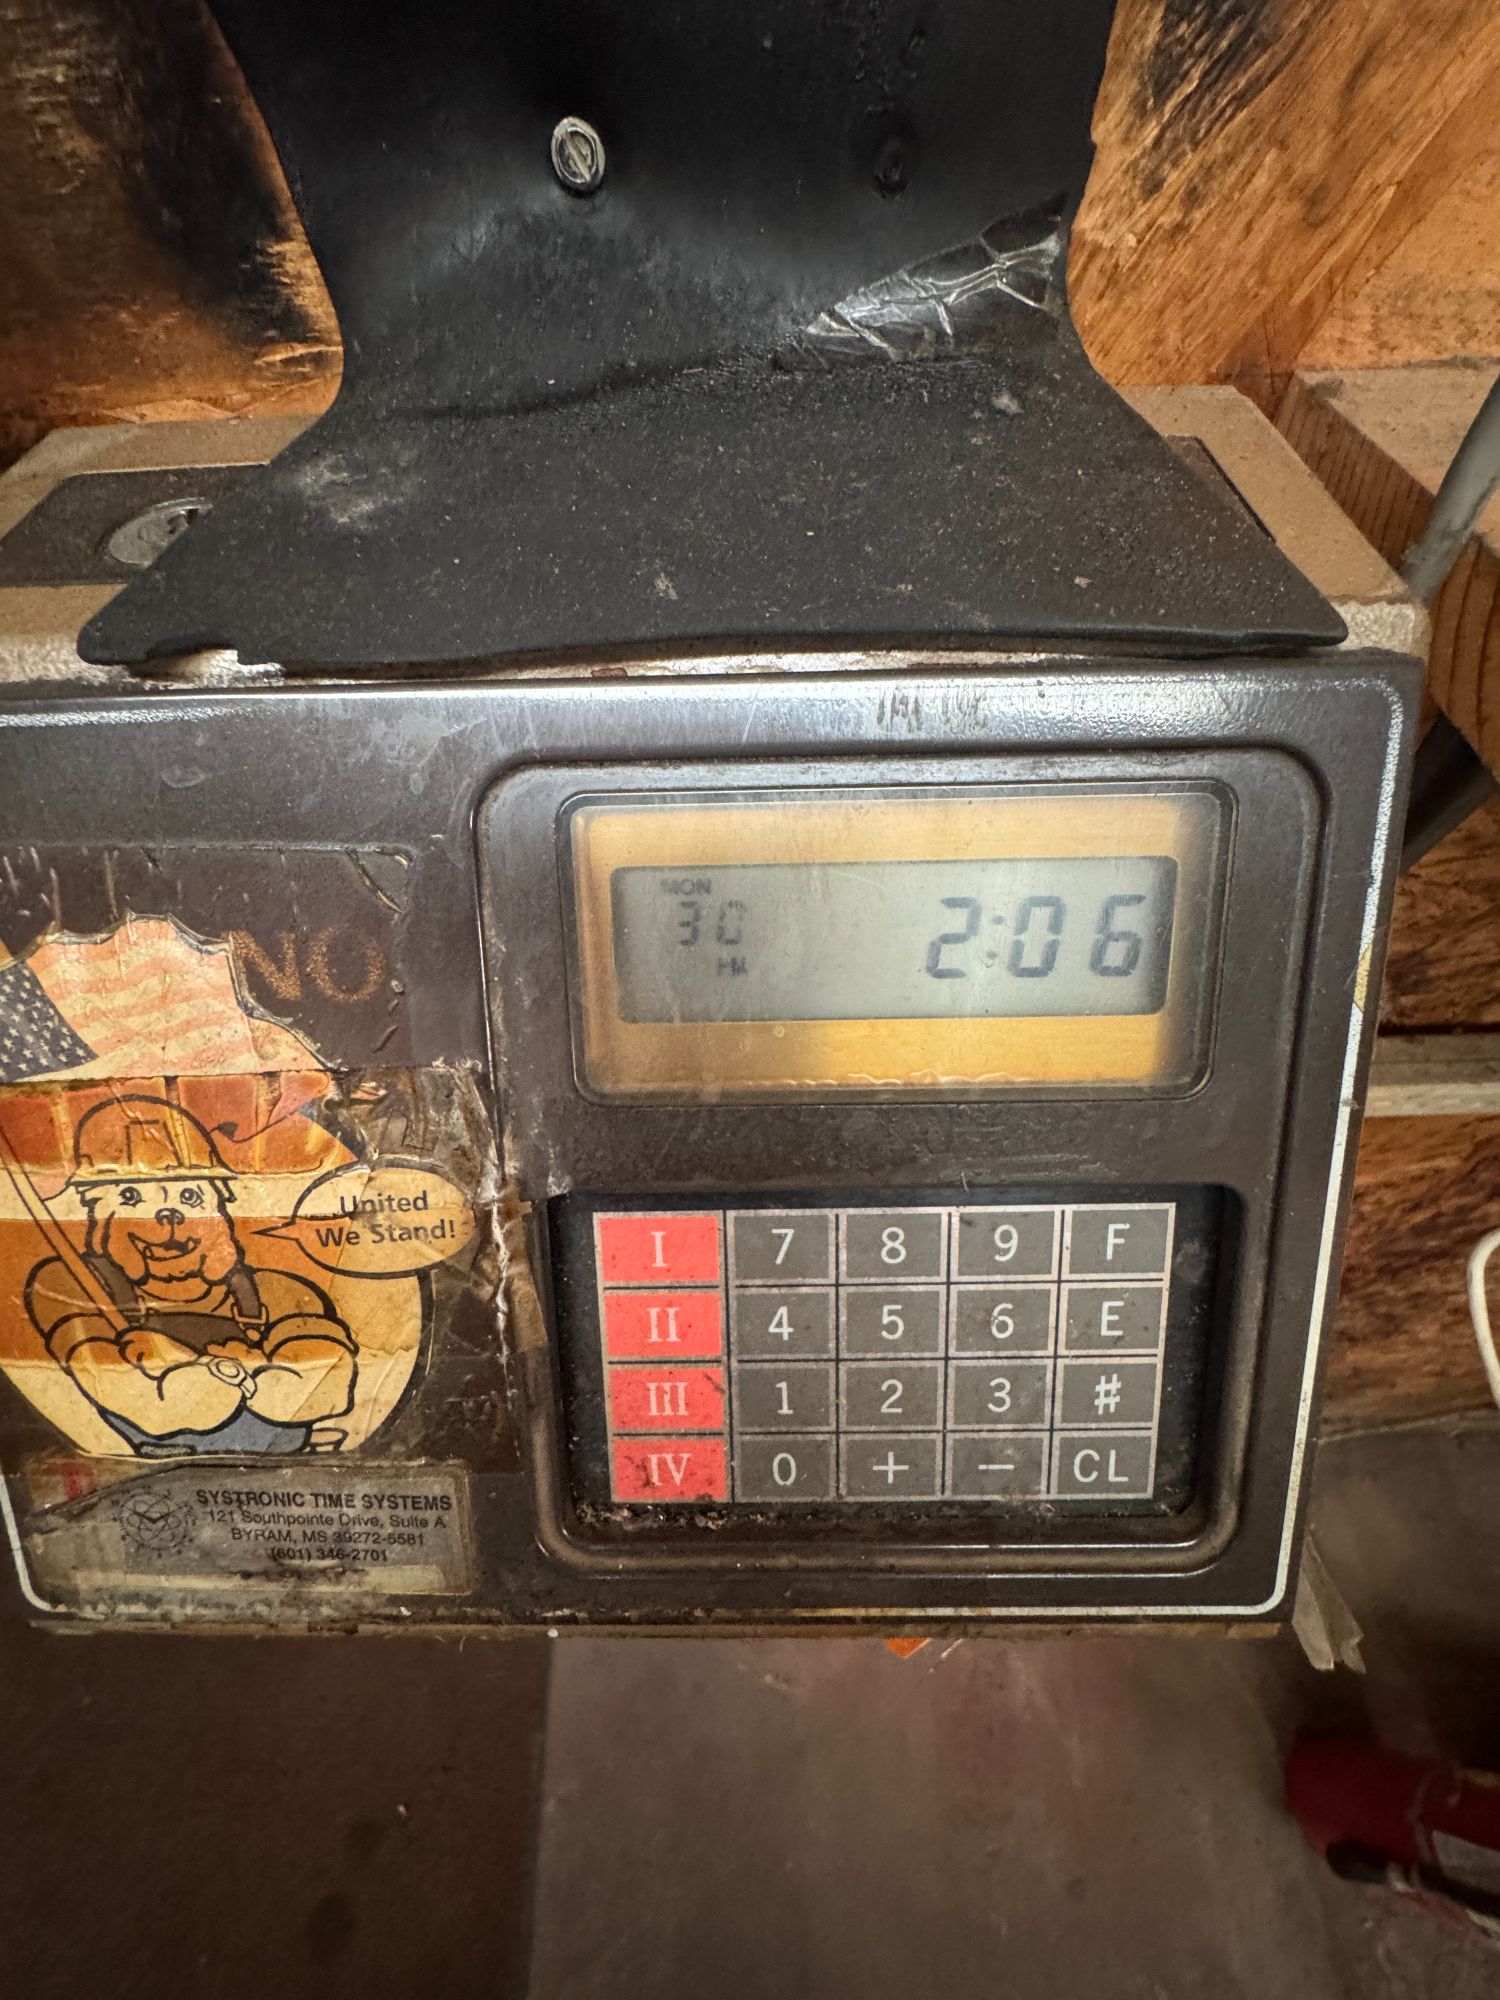 MON
30
2:06
NO
United
We Stand!
I 7 8 9 F
II 4 5 6 E
III 1 2 3 #
IV 0 + - CL
SYSTRONIC TIME SYSTEMS
121 Southpointe Drive, Suite A
BYRAM, MS 39272-5581
(601) 346-2701